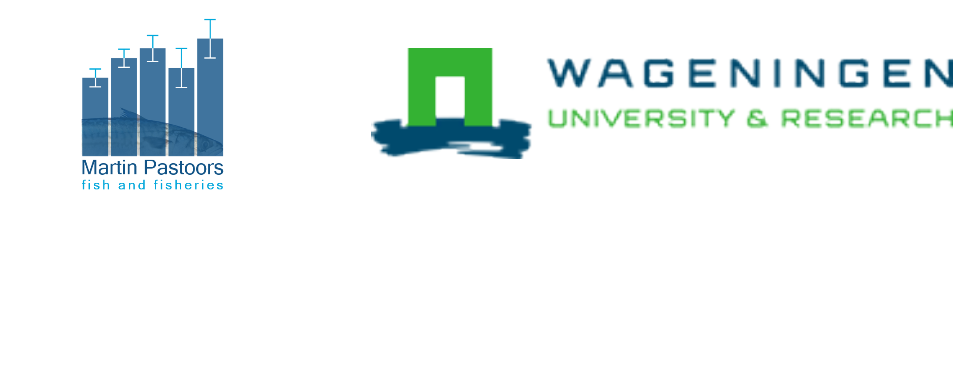 Martin Pastoors
fish and fisheries
WAGENINGEN
UNIVERSITY & RESEARCH